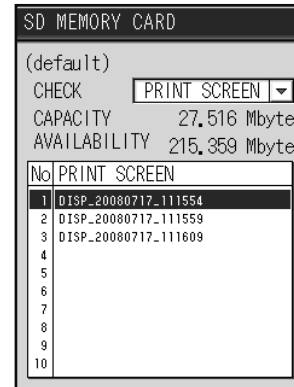 SD MEMORY CARD
(default)
CHECK PRINT SCREEN
CAPACITY 27.516 Mbyte
AVAILABILITY 215.359 Mbyte
No PRINT SCREEN
1 DISP_20080717_111554
2 DISP_20080717_111559
3 DISP_20080717_111609
4
5
6
7
8
9
10